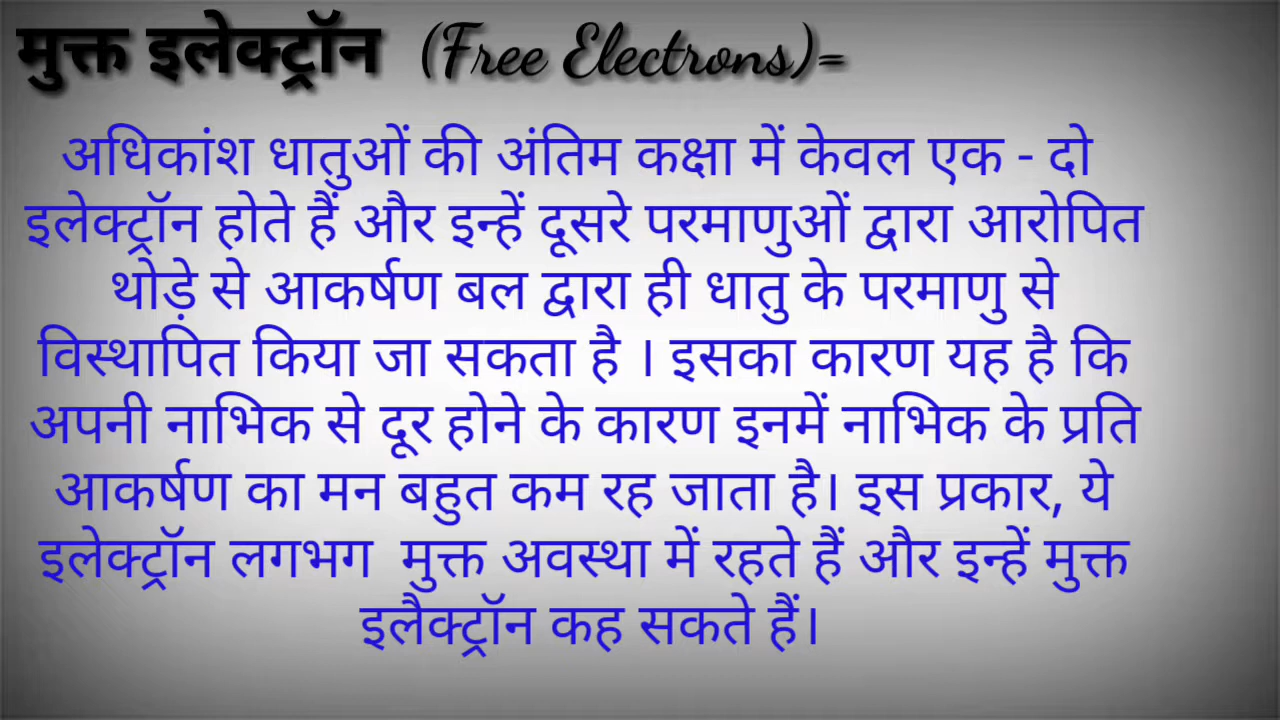 मुक्त इलेक्ट्रॉन (Free Electrons)=
अधिकांश धातुओं की अंतिम कक्षा में केवल एक - दो
इलेक्ट्रॉन होते हैं और इन्हें दूसरे परमाणुओं द्वारा आरोपित
थोड़े से आकर्षण बल द्वारा ही धातु के परमाणु से
विस्थापित किया जा सकता है । इसका कारण यह है कि
अपनी नाभिक से दूर होने के कारण इनमें नाभिक के प्रति
आकर्षण का मन बहुत कम रह जाता है। इस प्रकार, ये
इलेक्ट्रॉन लगभग मुक्त अवस्था में रहते हैं और इन्हें मुक्त
इलैक्ट्रॉन कह सकते हैं।